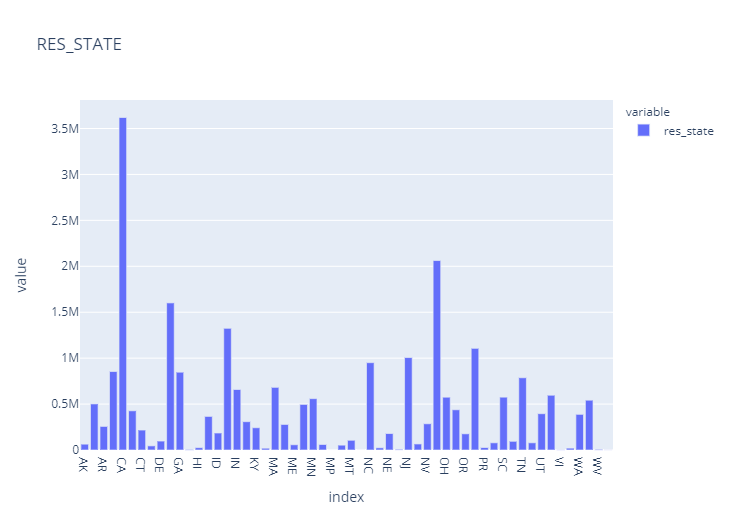 RES_STATE
variable
res_state
value
3.5M
3M
2.5M
2M
1.5M
1M
0.5M
0
AK AR CA CT DE GA HI ID IN KY MA ME MN MP MT NC NE NJ NV OH OR PR SC TN UT VI WA WV
index